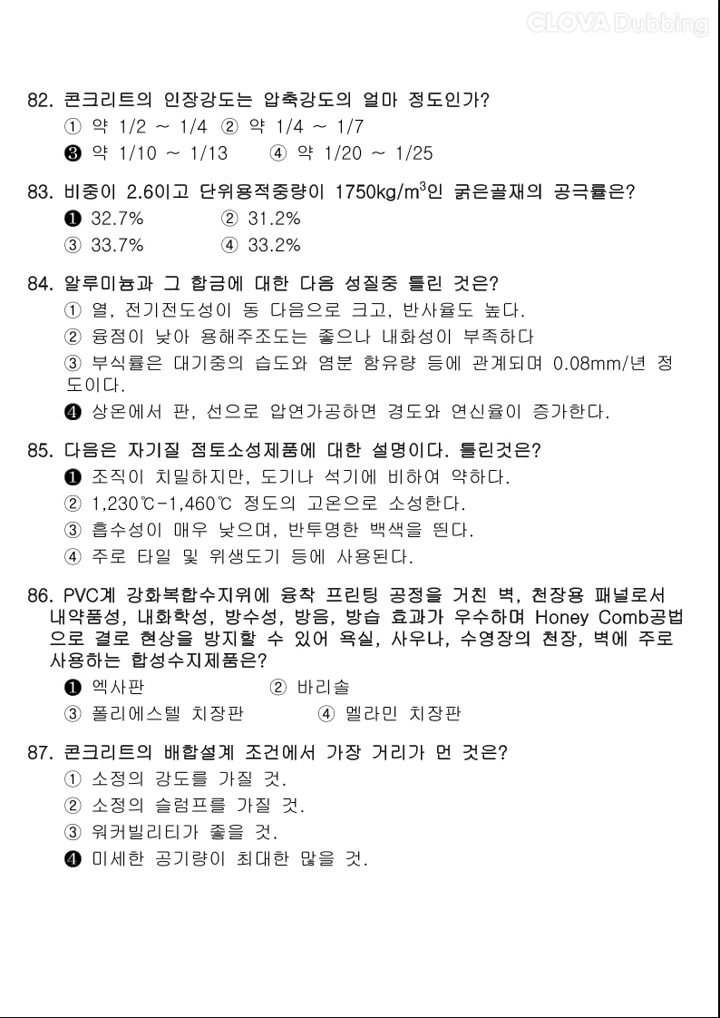 CLOVA Dubbing
82. 콘크리트의 인장강도는 압축강도의 얼마 정도인가?
① 약 1/2 ~ 1/4 ② 약 1/4 ~ 1/7
❸ 약 1/10 ~ 1/13 ④ 약 1/20 ~ 1/25
83. 비중이 2.6이고 단위용적중량이 1750kg/m³인 굵은골재의 공극률은?
❶ 32.7% ② 31.2%
③ 33.7% ④ 33.2%
84. 알루미늄과 그 합금에 대한 다음 성질중 틀린 것은?
① 열, 전기전도성이 동 다음으로 크고, 반사율도 높다.
② 융점이 낮아 용해주조도는 좋으나 내화성이 부족하다
③ 부식률은 대기중의 습도와 염분 함유량 등에 관계되며 0.08mm/년 정
도이다.
❹ 상온에서 판, 선으로 압연가공하면 경도와 연신율이 증가한다.
85. 다음은 자기질 점토소성제품에 대한 설명이다. 틀린것은?
❶ 조직이 치밀하지만, 도기나 석기에 비하여 약하다.
② 1,230℃-1,460℃ 정도의 고온으로 소성한다.
③ 흡수성이 매우 낮으며, 반투명한 백색을 띈다.
④ 주로 타일 및 위생도기 등에 사용된다.
86. PVC계 강화복합수지위에 융착 프린팅 공정을 거친 벽, 천장용 패널로서
내약품성, 내화학성, 방수성, 방음, 방습 효과가 우수하며 Honey Comb공법
으로 결로 현상을 방지할 수 있어 욕실, 사우나, 수영장의 천장, 벽에 주로
사용하는 합성수지제품은?
❶ 엑사판 ② 바리솔
③ 폴리에스텔 치장판 ④ 멜라민 치장판
87. 콘크리트의 배합설계 조건에서 가장 거리가 먼 것은?
① 소정의 강도를 가질 것.
② 소정의 슬럼프를 가질 것.
③ 워커빌리티가 좋을 것.
❹ 미세한 공기량이 최대한 많을 것.